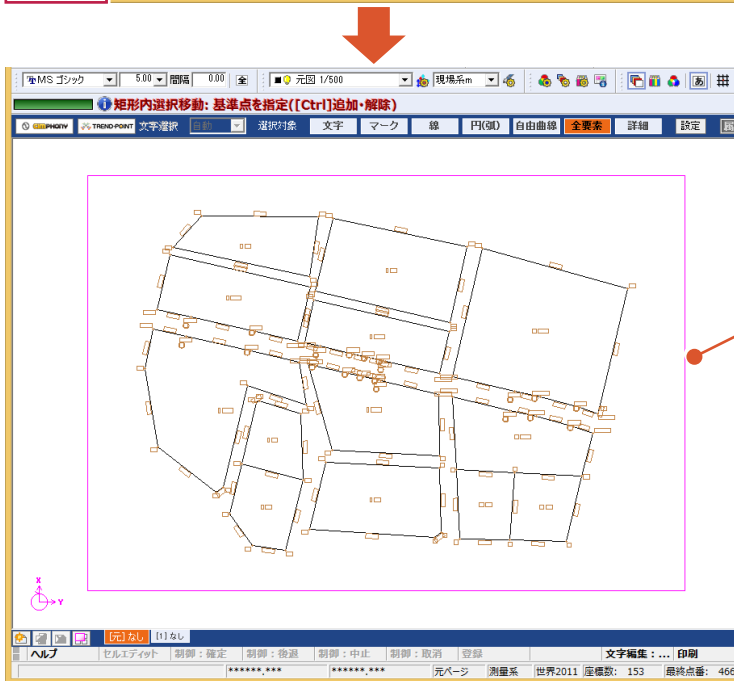 MS ゴシック 5.00 間隔 0.00 全 元図 1/500 現場系m あ
矩形内選択移動: 基準点を指定([Ctrl]追加・解除)
TREND-POINT 文字選択 自動 選択対象 文字 マーク 線 円(弧) 自由曲線 全要素 詳細 設定
X
Y
[元] なし [1] なし
ヘルプ セルエディット 制御：確定 制御：後退 制御：中止 制御：取消 登録 文字編集：... 印刷
******.*** ******.*** 元ページ 測量系 世界2011 座標数: 153 最終点番: 466